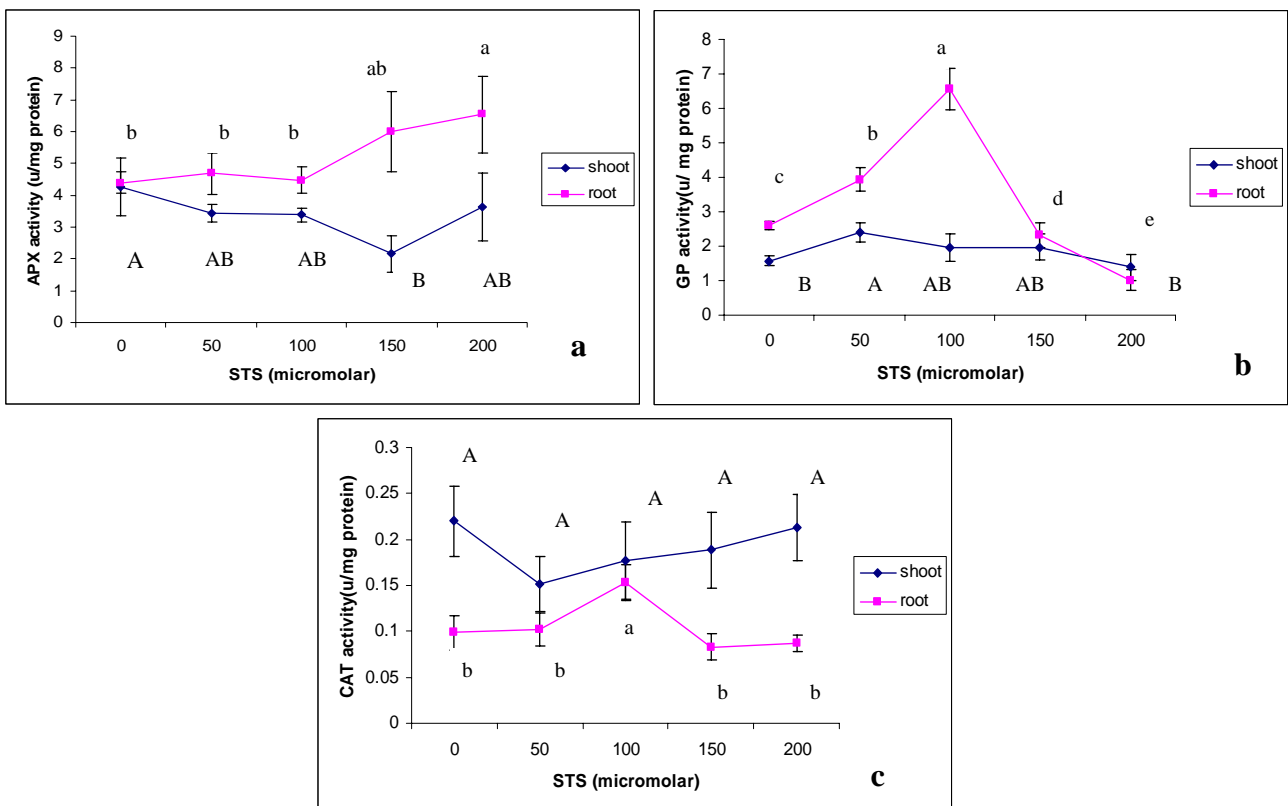 9
8
7
6
5
4
3
2
1
0
APX activity (u/mg protein)
b b b ab a
A AB AB B AB
0 50 100 150 200
STS (micromolar)
shoot
root
a
8
7
6
5
4
3
2
1
0
GP activity(u/ mg protein)
c b a d e
B A AB AB B
0 50 100 150 200
STS (micromolar)
shoot
root
b
0.3
0.25
0.2
0.15
0.1
0.05
0
CAT activity(u/mg protein)
A A A A A
b b a b b
0 50 100 150 200
STS (micromolar)
shoot
root
c